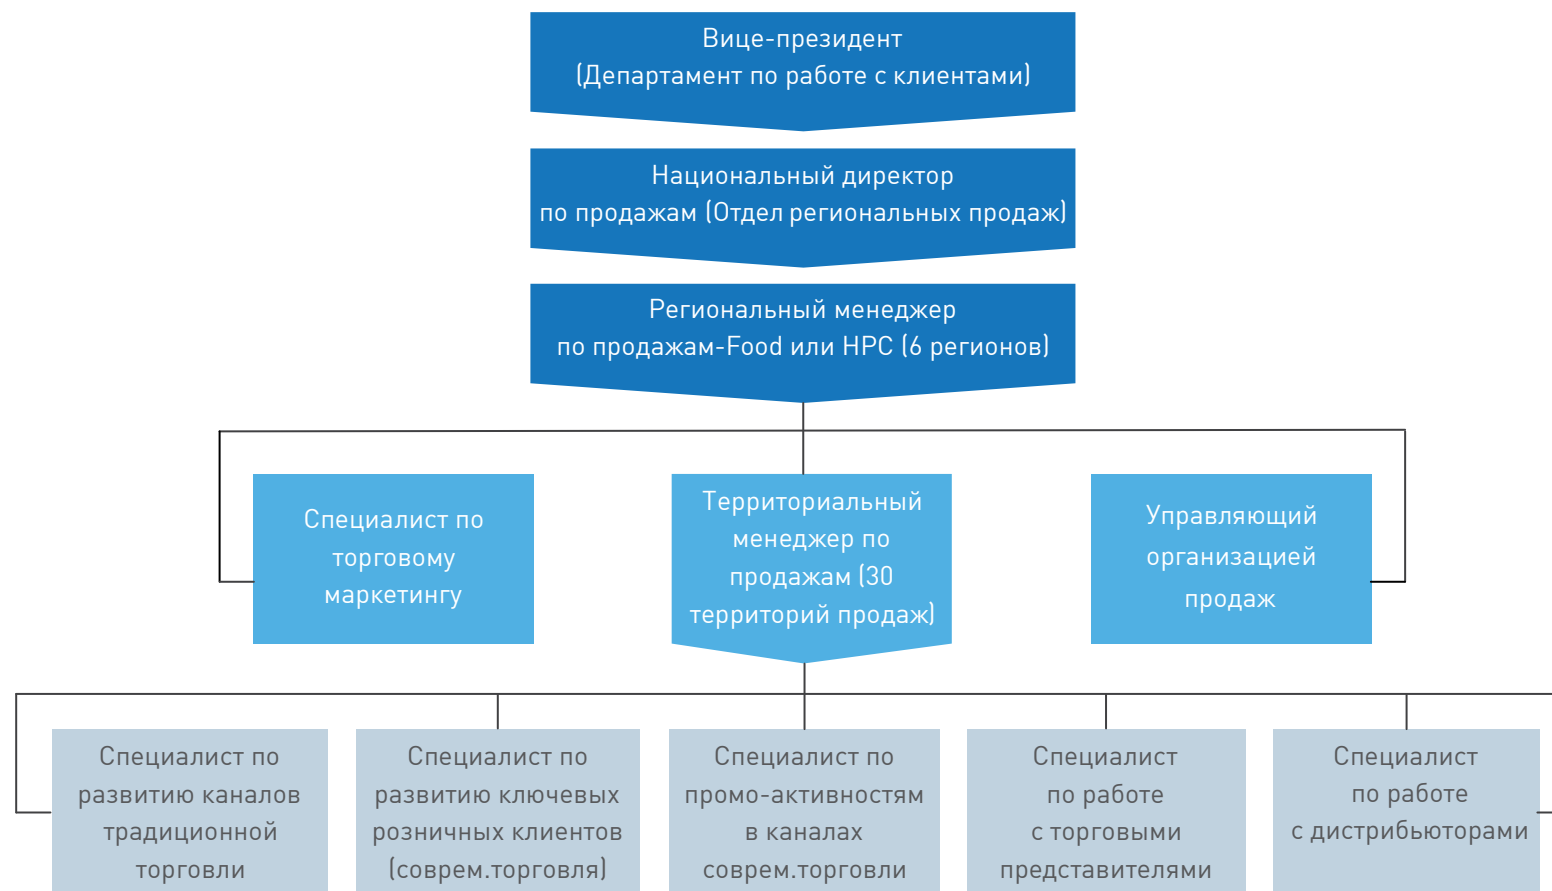 Вице-президент
(Департамент по работе с клиентами)
Национальный директор
по продажам (Отдел региональных продаж)
Региональный менеджер
по продажам-Food или HPC (6 регионов)
Специалист по
торговому
маркетингу
Территориальный
менеджер по
продажам (30
территорий продаж)
Управляющий
организацией
продаж
Специалист по
развитию каналов
традиционной
торговли
Специалист по
развитию ключевых
розничных клиентов
(соврем.торговля)
Специалист по
промо-активностям
в каналах
соврем.торговли
Специалист
по работе
с торговыми
представителями
Специалист
по работе
с дистрибьюторами